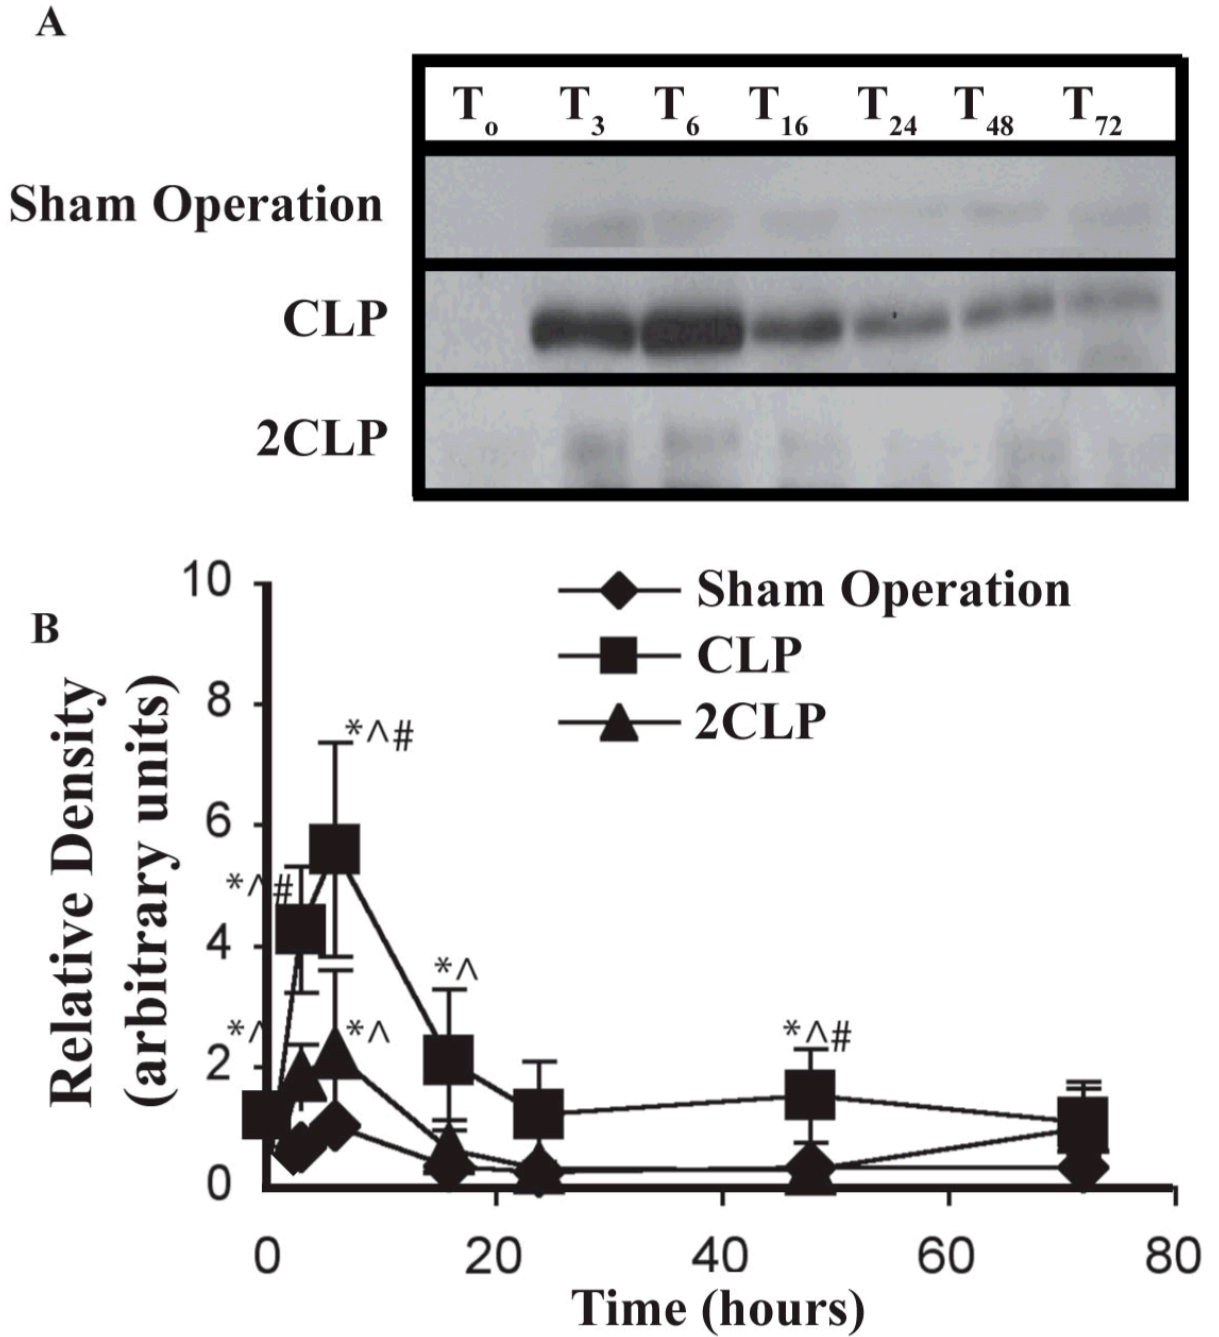 A
T₀ T₃ T₆ T₁₆ T₂₄ T₄₈ T₇₂
Sham Operation
CLP
2CLP
B
10
8
6
4
2
0
Relative Density
(arbitrary units)
Sham Operation
CLP
2CLP
*^#
*^#
*^
*^
*^
*^#
0 20 40 60 80
Time (hours)